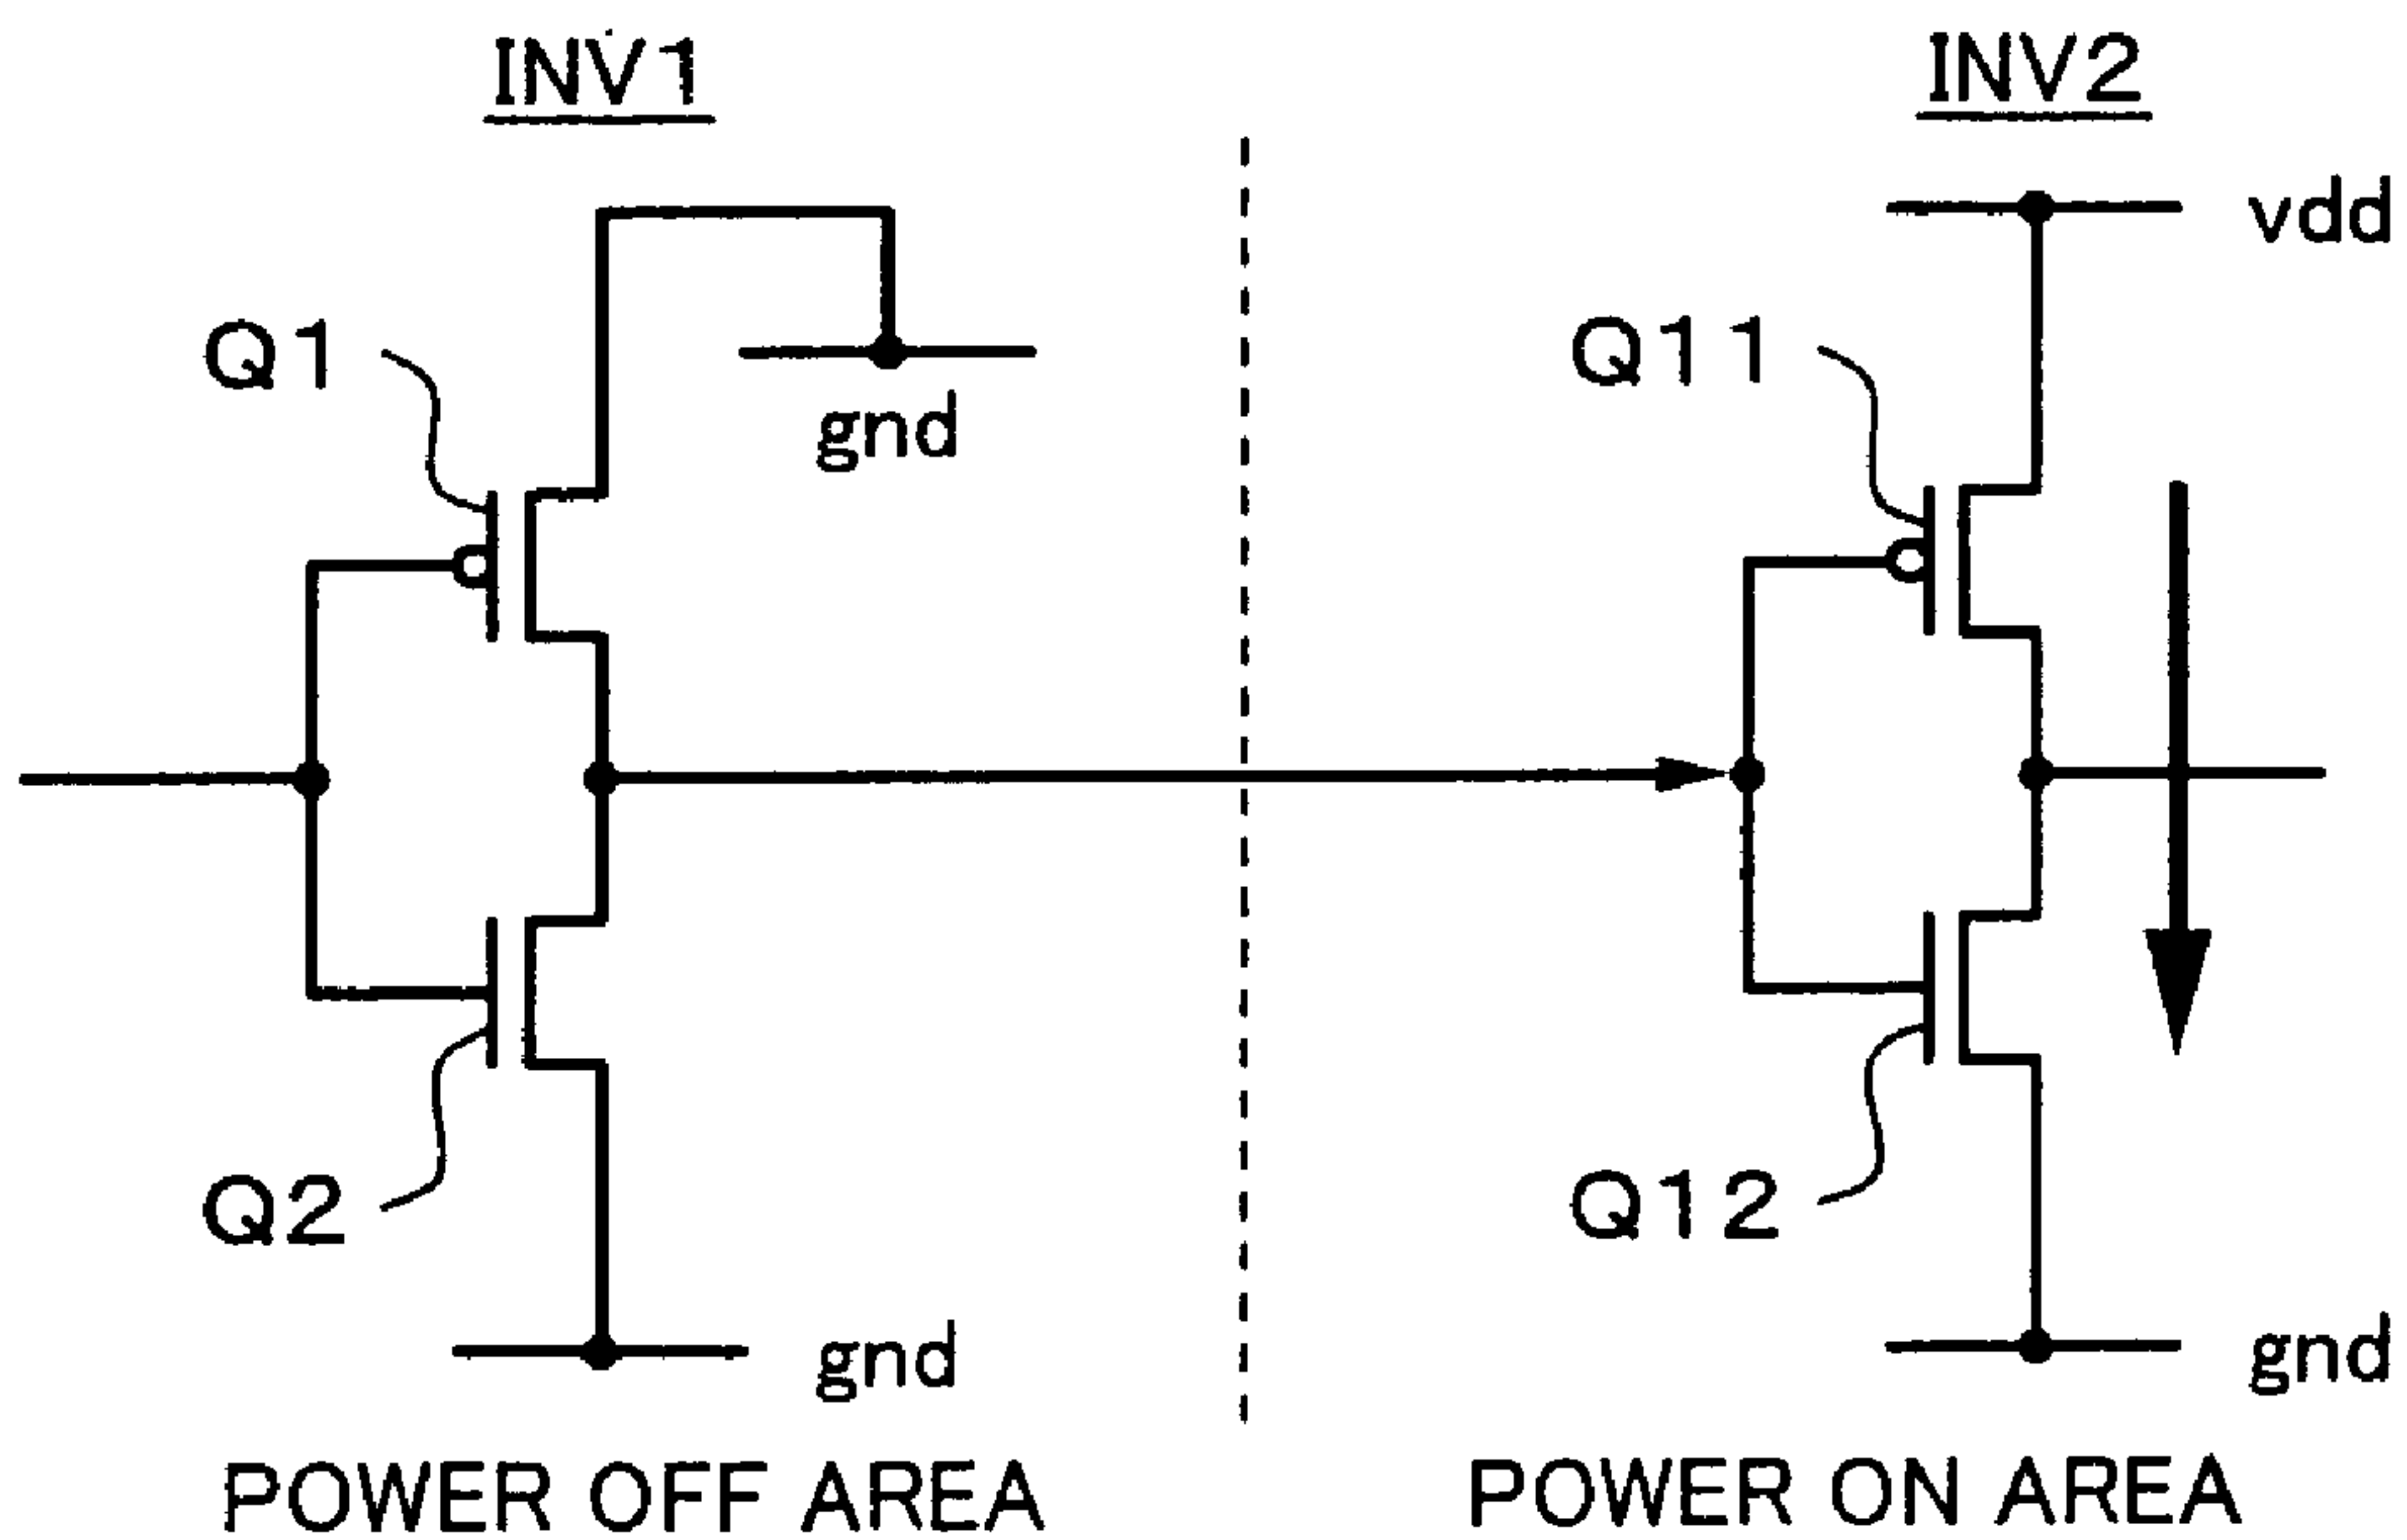 INV1
INV2
vdd
Q1
Q11
gnd
Q2
Q12
gnd
gnd
POWER OFF AREA
POWER ON AREA